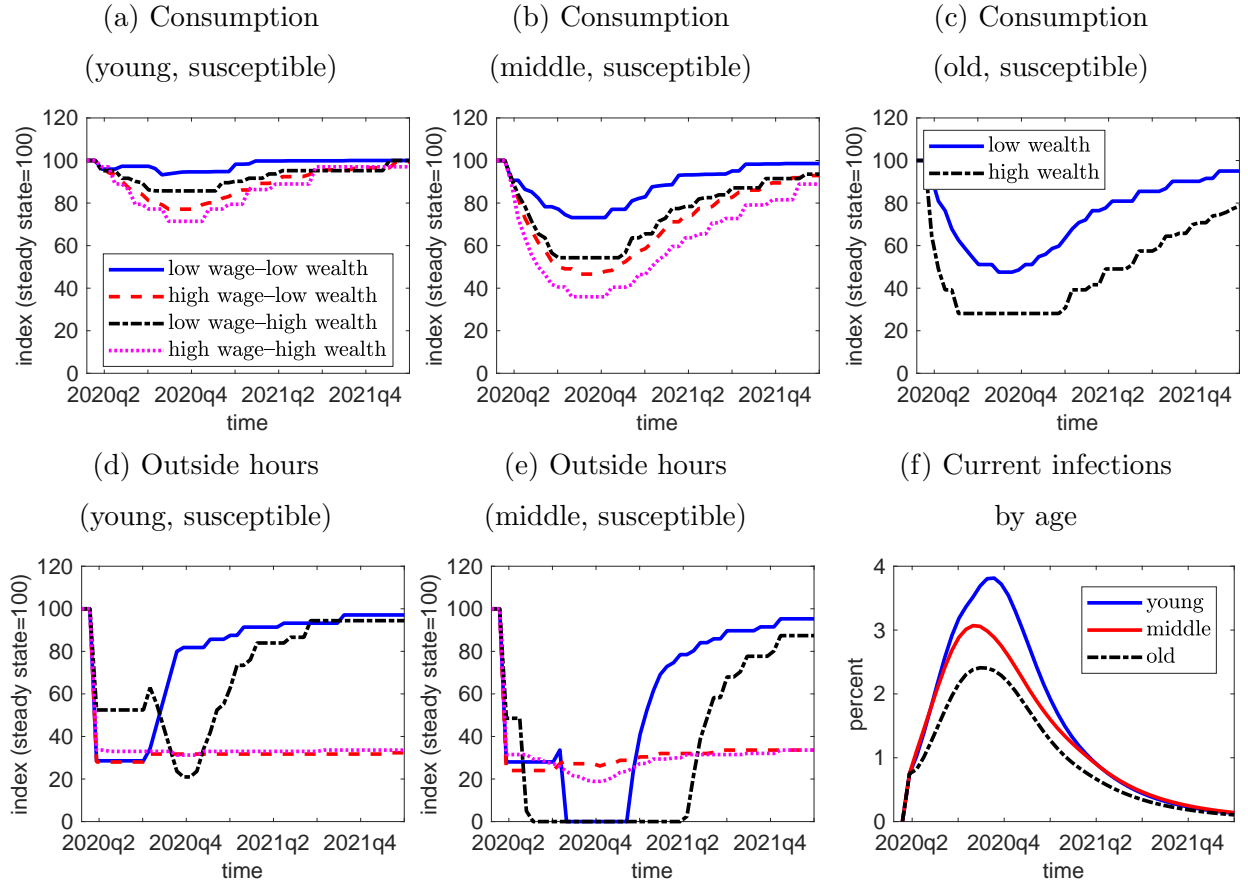 (a) Consumption
(young, susceptible)
index (steady state=100)
120
100
80
60
40
20
0
low wage–low wealth
high wage–low wealth
low wage–high wealth
high wage–high wealth
2020q2 2020q4 2021q2 2021q4
time
(b) Consumption
(middle, susceptible)
index (steady state=100)
120
100
80
60
40
20
0
2020q2 2020q4 2021q2 2021q4
time
(c) Consumption
(old, susceptible)
index (steady state=100)
120
100
80
60
40
20
0
low wealth
high wealth
2020q2 2020q4 2021q2 2021q4
time
(d) Outside hours
(young, susceptible)
index (steady state=100)
120
100
80
60
40
20
0
2020q2 2020q4 2021q2 2021q4
time
(e) Outside hours
(middle, susceptible)
index (steady state=100)
120
100
80
60
40
20
0
2020q2 2020q4 2021q2 2021q4
time
(f) Current infections
by age
percent
4
3
2
1
0
young
middle
old
2020q2 2020q4 2021q2 2021q4
time